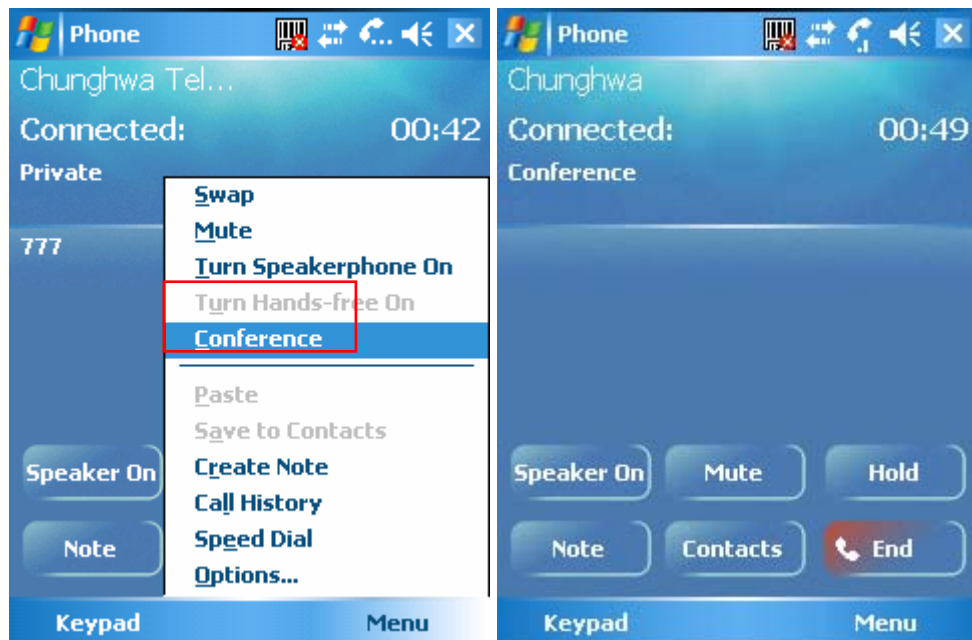 Phone
Chunghwa Tel...
Connected: 00:42
Private
777
Swap
Mute
Turn Speakerphone On
Turn Hands-free On
Conference
Paste
Save to Contacts
Create Note
Call History
Speed Dial
Options...
Speaker On
Note
Keypad Menu
Phone
Chunghwa
Connected: 00:49
Conference
Speaker On Mute Hold
Note Contacts End
Keypad Menu